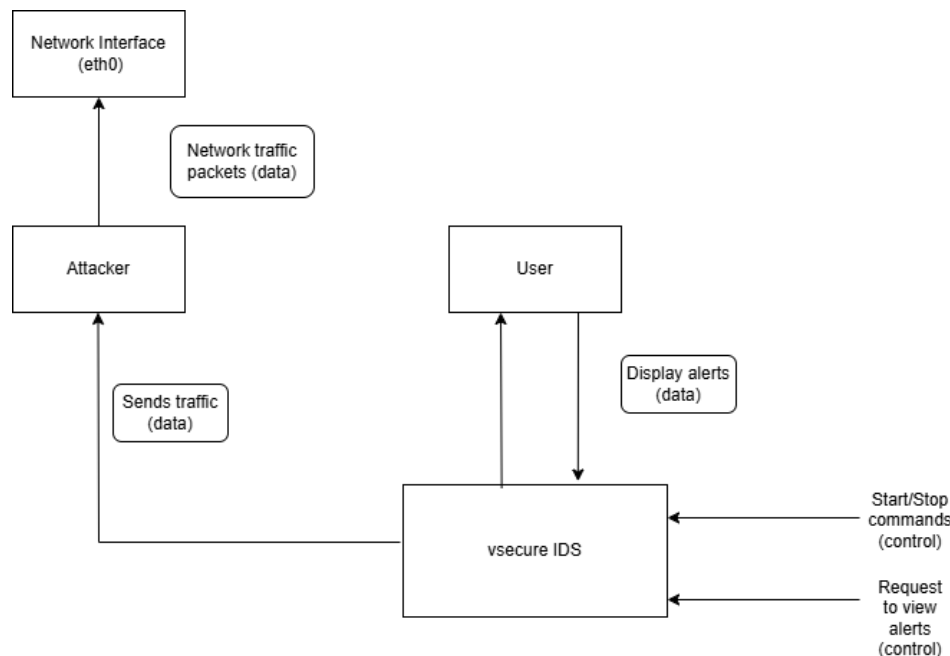 Network Interface
(eth0)
Network traffic
packets (data)
Attacker
User
Display alerts
(data)
Sends traffic
(data)
vsecure IDS
Start/Stop
commands
(control)
Request
to view
alerts
(control)